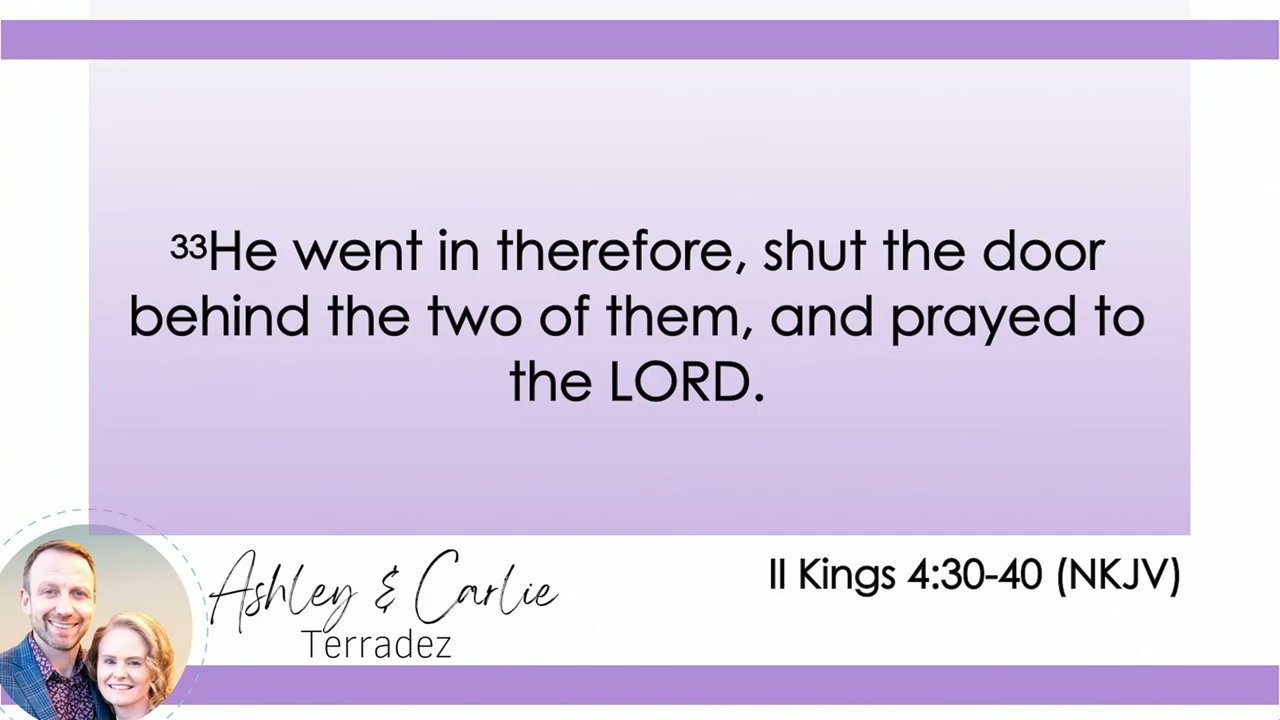 ³³He went in therefore, shut the door
behind the two of them, and prayed to
the LORD.
II Kings 4:30-40 (NKJV)
Ashley & Carlie
Terradez